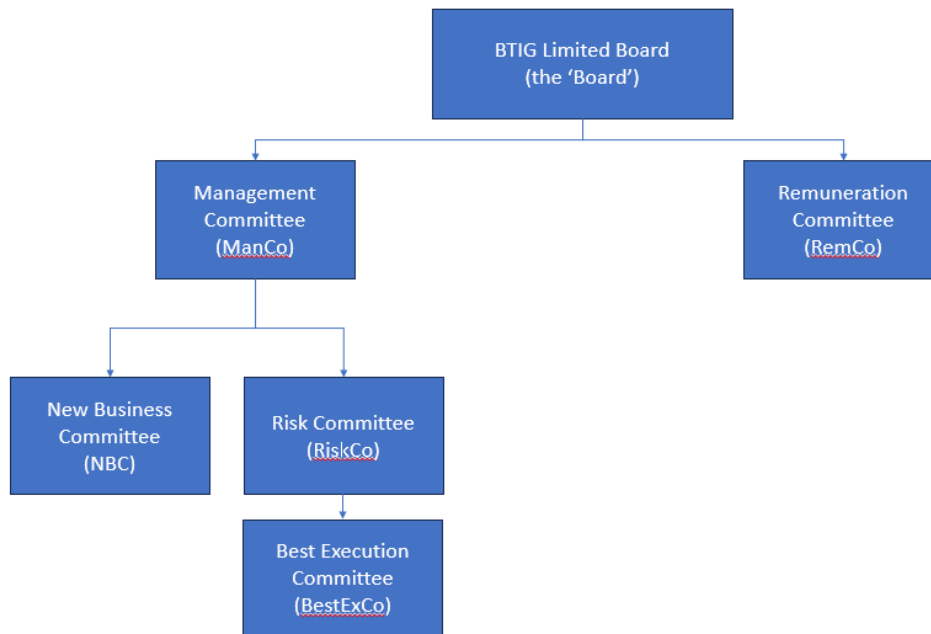 BTIG Limited Board
(the ‘Board’)
Management
Committee
(ManCo)
Remuneration
Committee
(RemCo)
New Business
Committee
(NBC)
Risk Committee
(RiskCo)
Best Execution
Committee
(BestExCo)